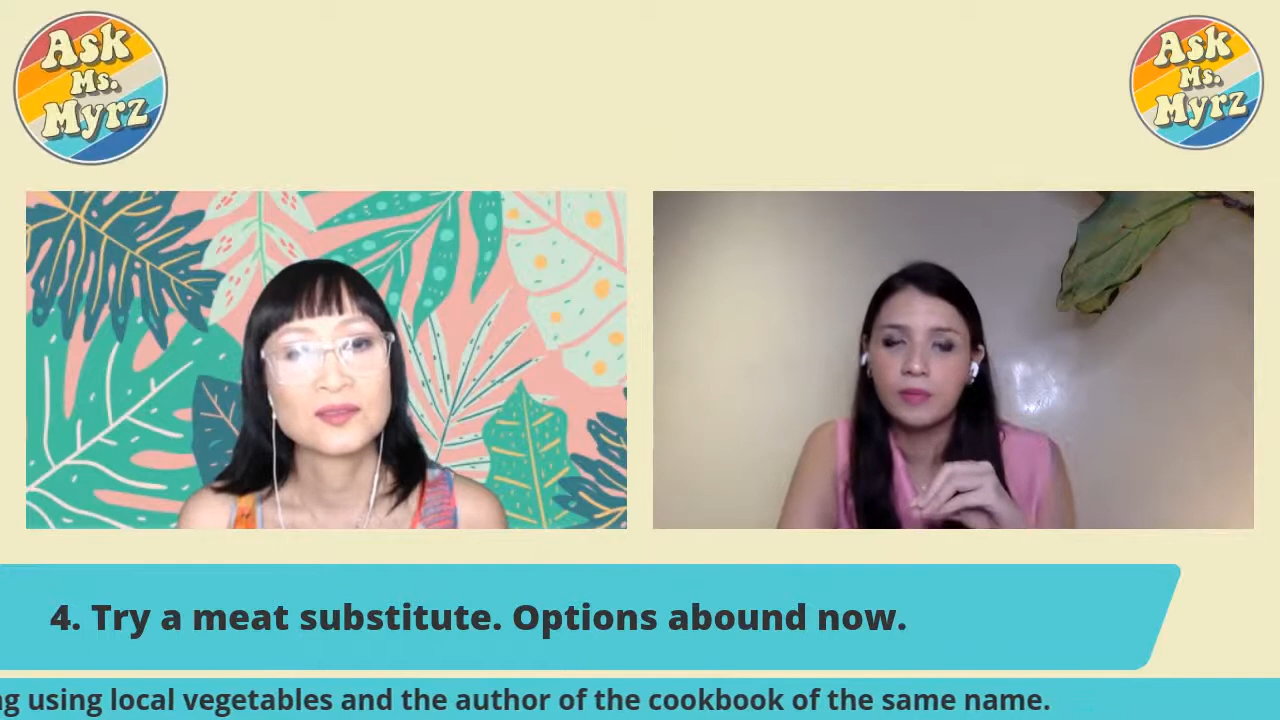 Ask
Ms.
Myrz
Ask
Ms.
Myrz
4. Try a meat substitute. Options abound now.
using local vegetables and the author of the cookbook of the same name.